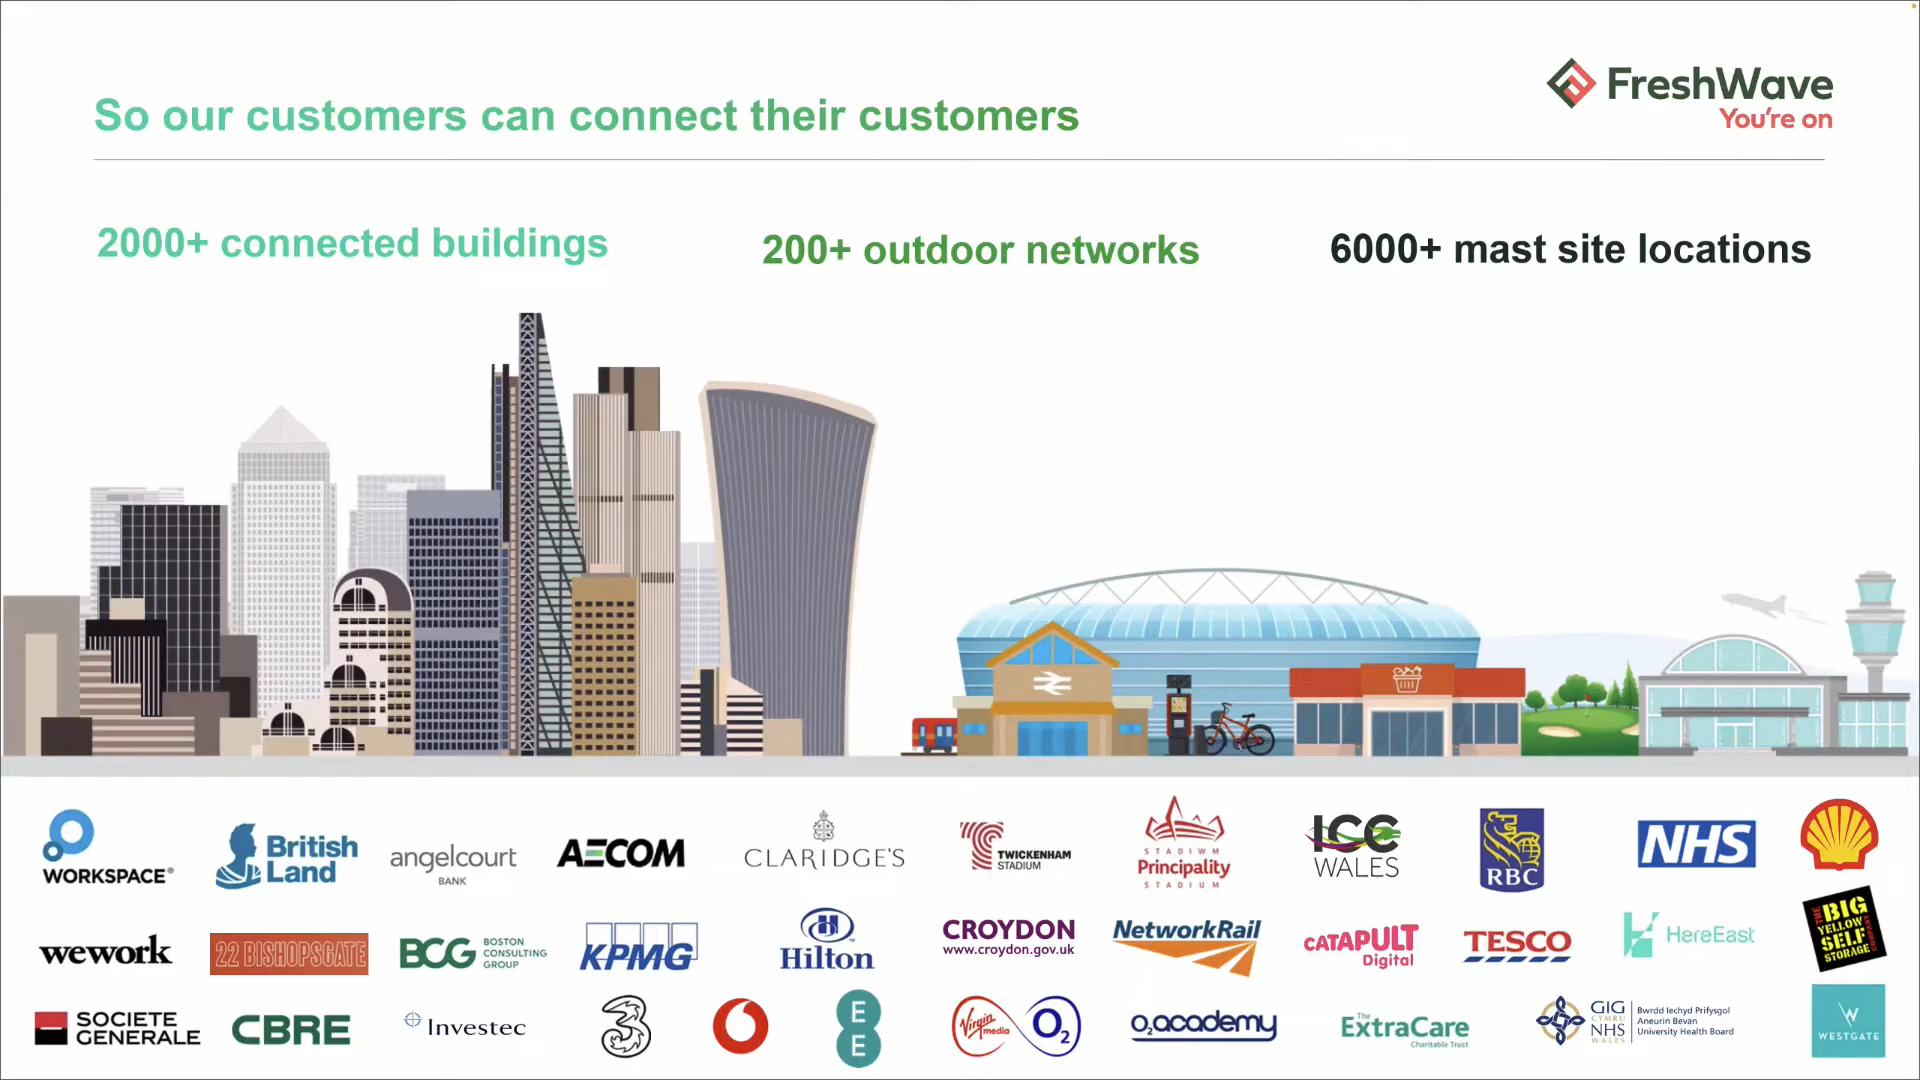 FreshWave
You're on
So our customers can connect their customers
2000+ connected buildings
200+ outdoor networks
6000+ mast site locations
WORKSPACE®
British
Land
angelcourt
BANK
AECOM
CLARIDGE'S
TWICKENHAM
STADIUM
STADIWM
Principality
STADIUM
ICC
WALES
RBC
NHS
wework
22 BISHOPSGATE
BCG
BOSTON
CONSULTING
GROUP
KPMG
Hilton
CROYDON
www.croydon.gov.uk
NetworkRail
CATAPULT
Digital
TESCO
HereEast
THE
BIG
YELLOW
SELF
STORAGE
COMPANY
SOCIETE
GENERALE
CBRE
Investec
3
EE
Virgin
media
O2
O2 academy
The
ExtraCare
Charitable Trust
GIG
CYMRU
NHS
WALES
Bwrdd Iechyd Prifysgol
Aneurin Bevan
University Health Board
W
WESTGATE